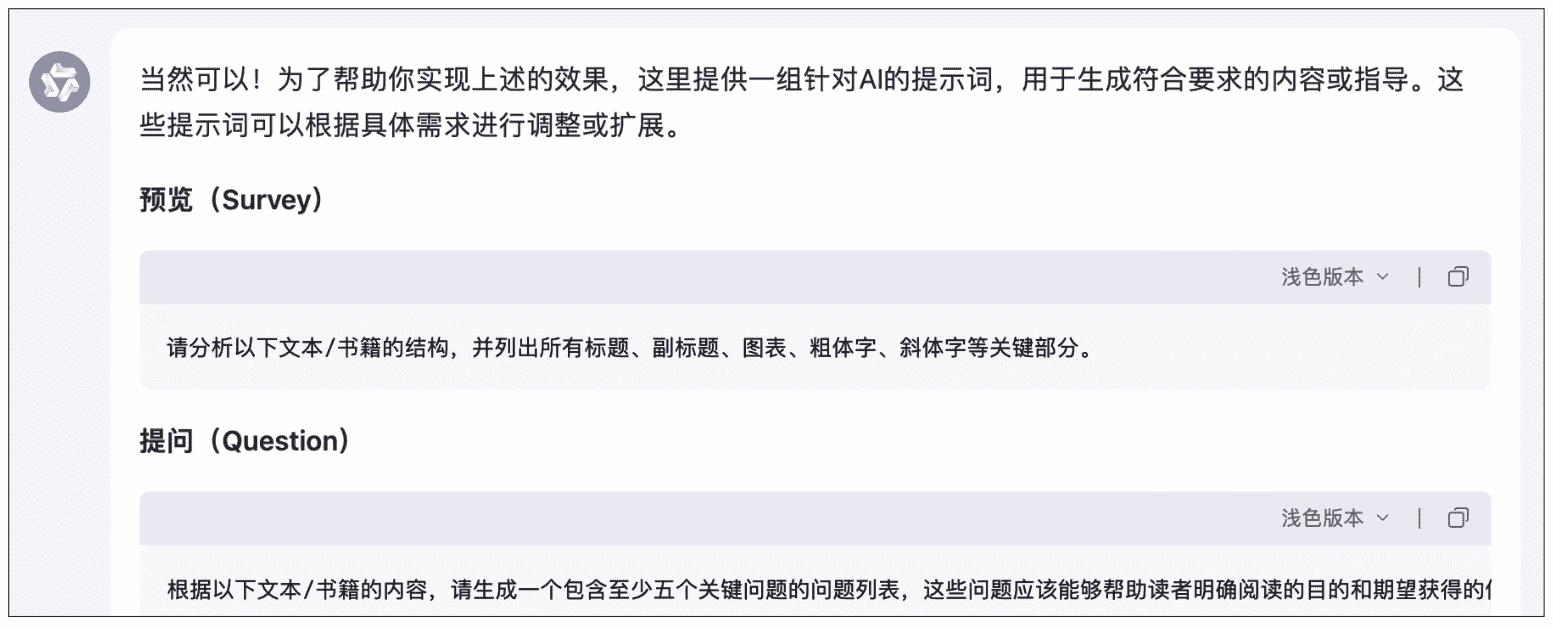 当然可以！为了帮助你实现上述的效果，这里提供一组针对AI的提示词，用于生成符合要求的内容或指导。这
些提示词可以根据具体需求进行调整或扩展。
预览（Survey）
浅色版本
请分析以下文本/书籍的结构，并列出所有标题、副标题、图表、粗体字、斜体字等关键部分。
提问（Question）
浅色版本
根据以下文本/书籍的内容，请生成一个包含至少五个关键问题的问题列表，这些问题应该能够帮助读者明确阅读的目的和期望获得的